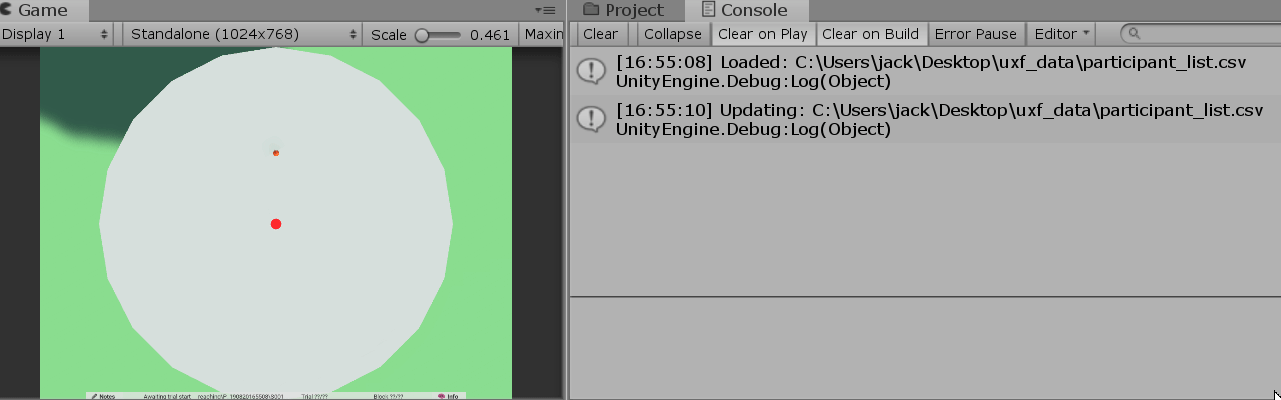 Game
Display 1
Standalone (1024x768)
Scale
0.461
Maxin
Notes
Awaiting trial start
reaching\P_190820165508\S001
Trial ??/??
Block ??/??
Info
Project
Console
Clear
Collapse
Clear on Play
Clear on Build
Error Pause
Editor
[16:55:08] Loaded: C:\Users\jack\Desktop\uxf_data\participant_list.csv
UnityEngine.Debug:Log(Object)
[16:55:10] Updating: C:\Users\jack\Desktop\uxf_data\participant_list.csv
UnityEngine.Debug:Log(Object)